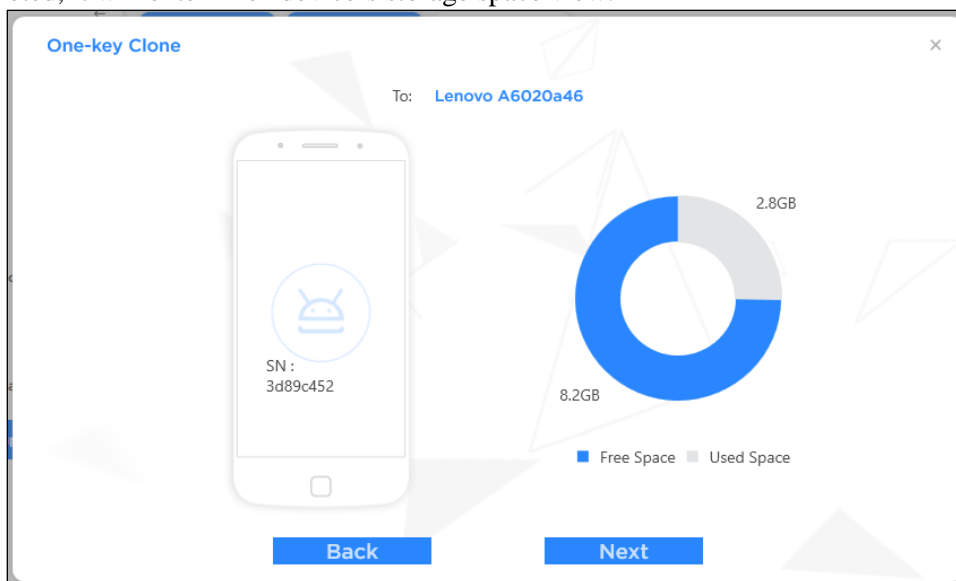 One-key Clone
To: Lenovo A6020a46
2.8GB
SN :
3d89c452
8.2GB
Free Space Used Space
Back Next